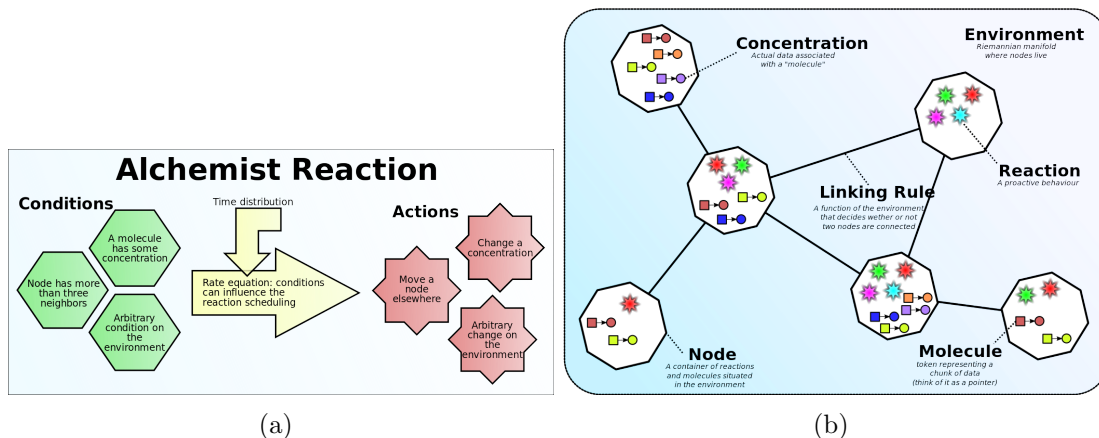 Alchemist Reaction
Conditions
A molecule
has some
concentration
Node has more
than three
neighbors
Arbitrary
condition on
the
environment
Time distribution
Rate equation: conditions
can influence the
reaction scheduling
Actions
Change a
concentration
Move a
node
elsewhere
Arbitrary
change on
the
environment
(a)
Concentration
Actual data associated
with a "molecule"
Environment
Riemannian manifold
where nodes live
Reaction
A proactive behaviour
Linking Rule
A function of the environment
that decides wether or not
two nodes are connected
Node
A container of reactions
and molecules situated
in the environment
Molecule
token representing a
chunk of data
(think of it as a pointer)
(b)